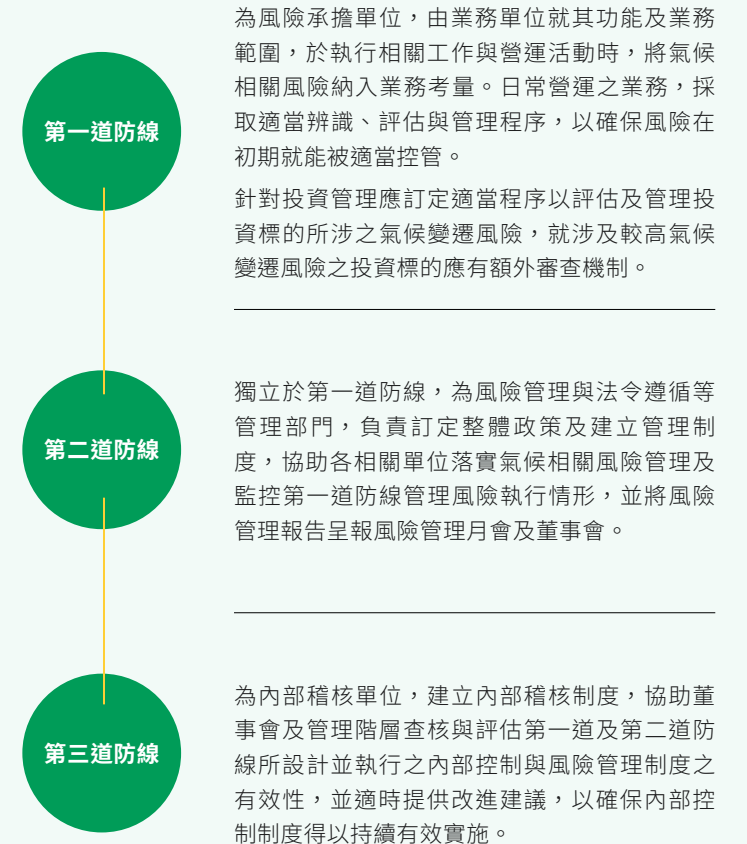 第一道防線
為風險承擔單位，由業務單位就其功能及業務
範圍，於執行相關工作與營運活動時，將氣候
相關風險納入業務考量。日常營運之業務，採
取適當辨識、評估與管理程序，以確保風險在
初期就能被適當控管。
針對投資管理應訂定適當程序以評估及管理投
資標的所涉之氣候變遷風險，就涉及較高氣候
變遷風險之投資標的應有額外審查機制。
第二道防線
獨立於第一道防線，為風險管理與法令遵循等
管理部門，負責訂定整體政策及建立管理制
度，協助各相關單位落實氣候相關風險管理及
監控第一道防線管理風險執行情形，並將風險
管理報告呈報風險管理月會及董事會。
第三道防線
為內部稽核單位，建立內部稽核制度，協助董
事會及管理階層查核與評估第一道及第二道防
線所設計並執行之內部控制與風險管理制度之
有效性，並適時提供改進建議，以確保內部控
制制度得以持續有效實施。